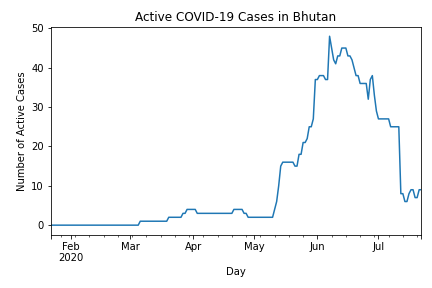 Active COVID-19 Cases in Bhutan
Number of Active Cases
50
40
30
20
10
0
Feb Mar Apr May Jun Jul
2020
Day